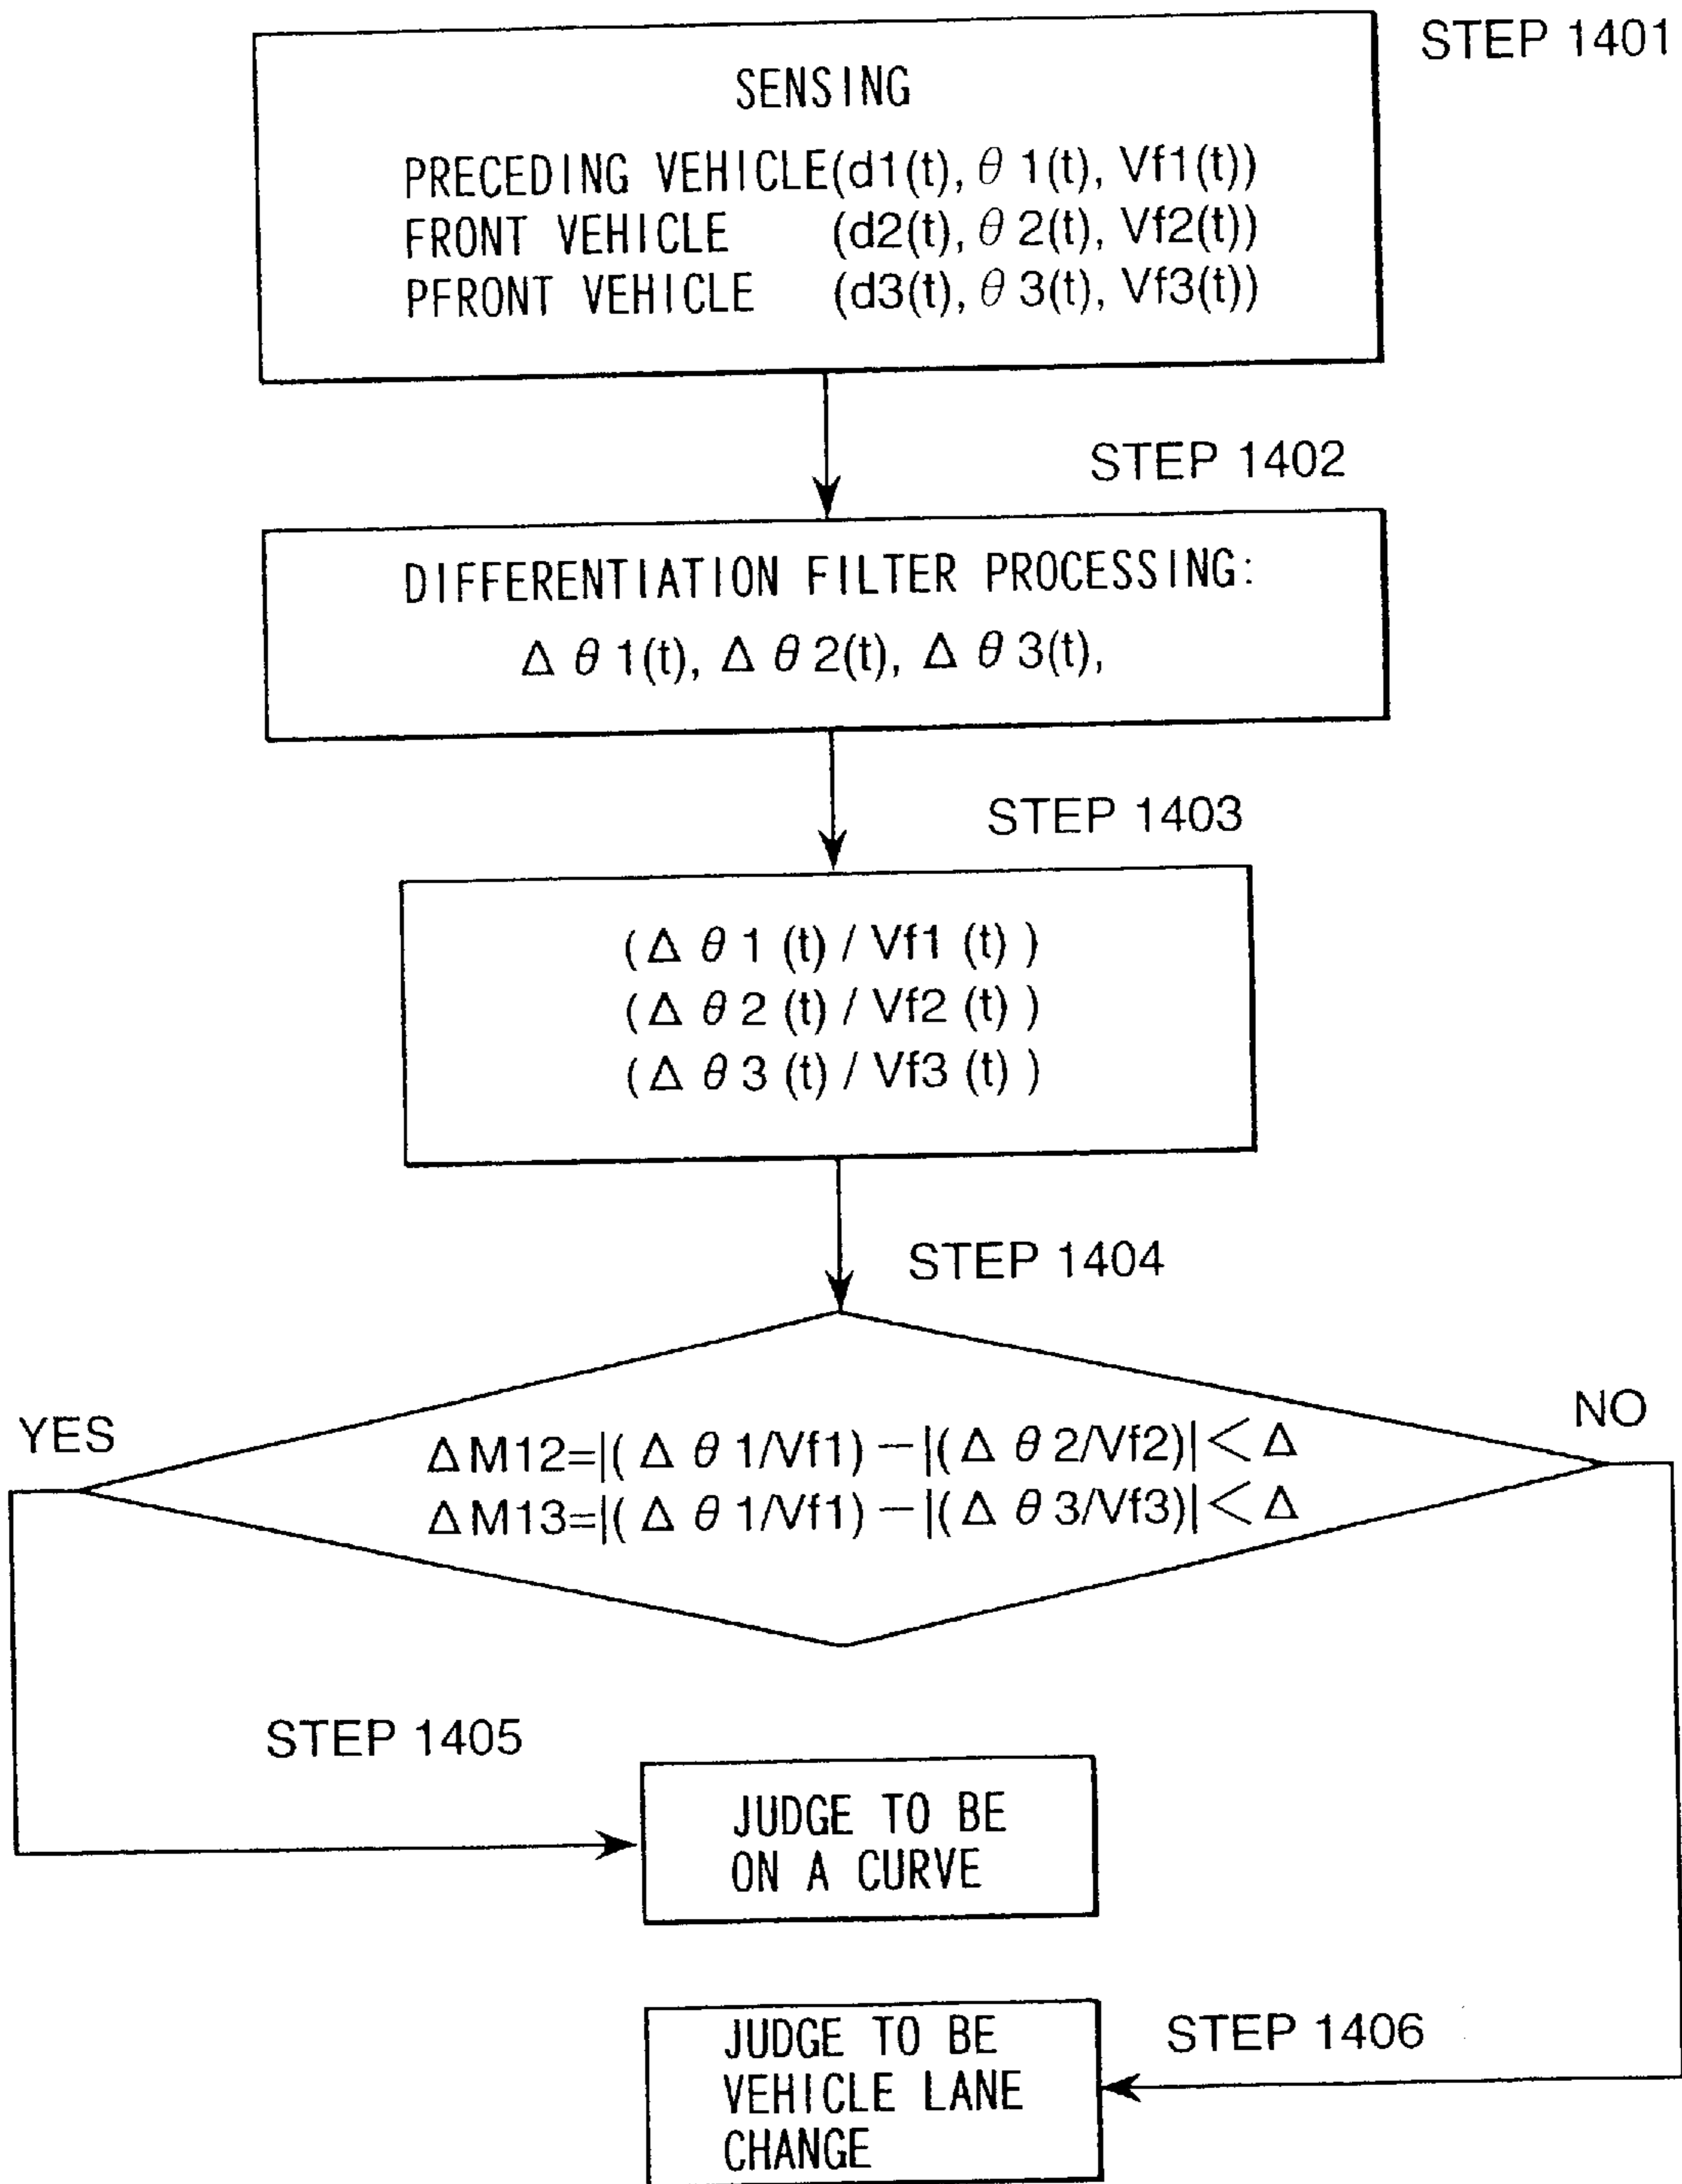 STEP 1401
SENSING
PRECEDING VEHICLE(d1(t), θ 1(t), Vf1(t))
FRONT VEHICLE (d2(t), θ 2(t), Vf2(t))
PFRONT VEHICLE (d3(t), θ 3(t), Vf3(t))
STEP 1402
DIFFERENTIATION FILTER PROCESSING:
Δ θ 1(t), Δ θ 2(t), Δ θ 3(t),
STEP 1403
(Δ θ 1 (t) / Vf1 (t) )
(Δ θ 2 (t) / Vf2 (t) )
(Δ θ 3 (t) / Vf3 (t) )
STEP 1404
YES
NO
ΔM12=|( Δ θ 1/Vf1) −|(Δ θ 2/Vf2)|< Δ
ΔM13=|( Δ θ 1/Vf1) −|(Δ θ 3/Vf3)|< Δ
STEP 1405
JUDGE TO BE
ON A CURVE
STEP 1406
JUDGE TO BE
VEHICLE LANE
CHANGE